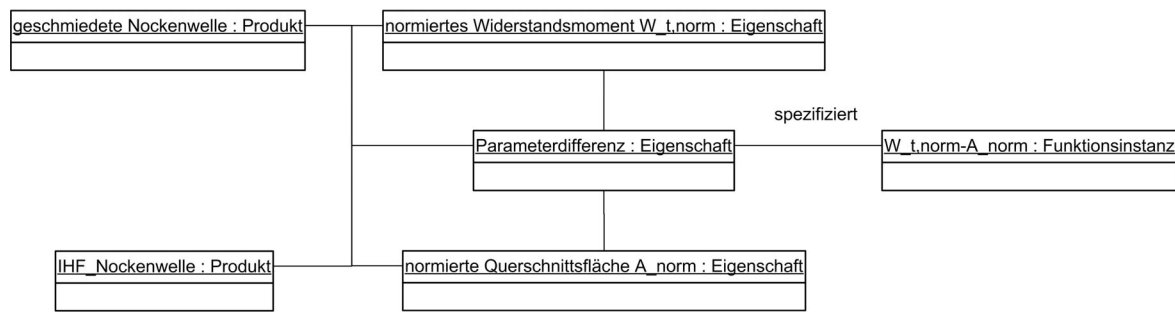 geschmiedete Nockenwelle : Produkt
normiertes Widerstandsmoment W_t,norm : Eigenschaft
spezifiziert
Parameterdifferenz : Eigenschaft
W_t,norm-A_norm : Funktionsinstanz
IHF_Nockenwelle : Produkt
normierte Querschnittsfläche A_norm : Eigenschaft